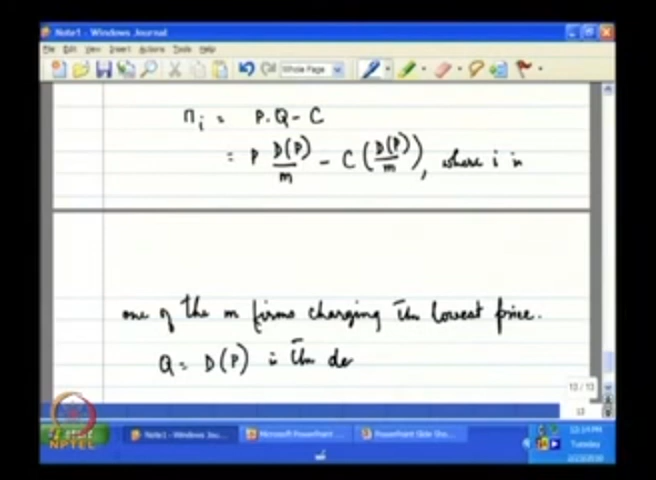 Note1 - Windows Journal
File Edit View Insert Actions Tools Help
Whole Page
Πi = P.Q - C
= P D(P)/m - C (D(P)/m), where i is
one of the m firms charging the lowest price.
Q = D(P) is the de
13 / 13
13
NPTEL
start
Note1 - Windows Jou...
Microsoft PowerPoint ...
PowerPoint Slide Sho...
Tuesday